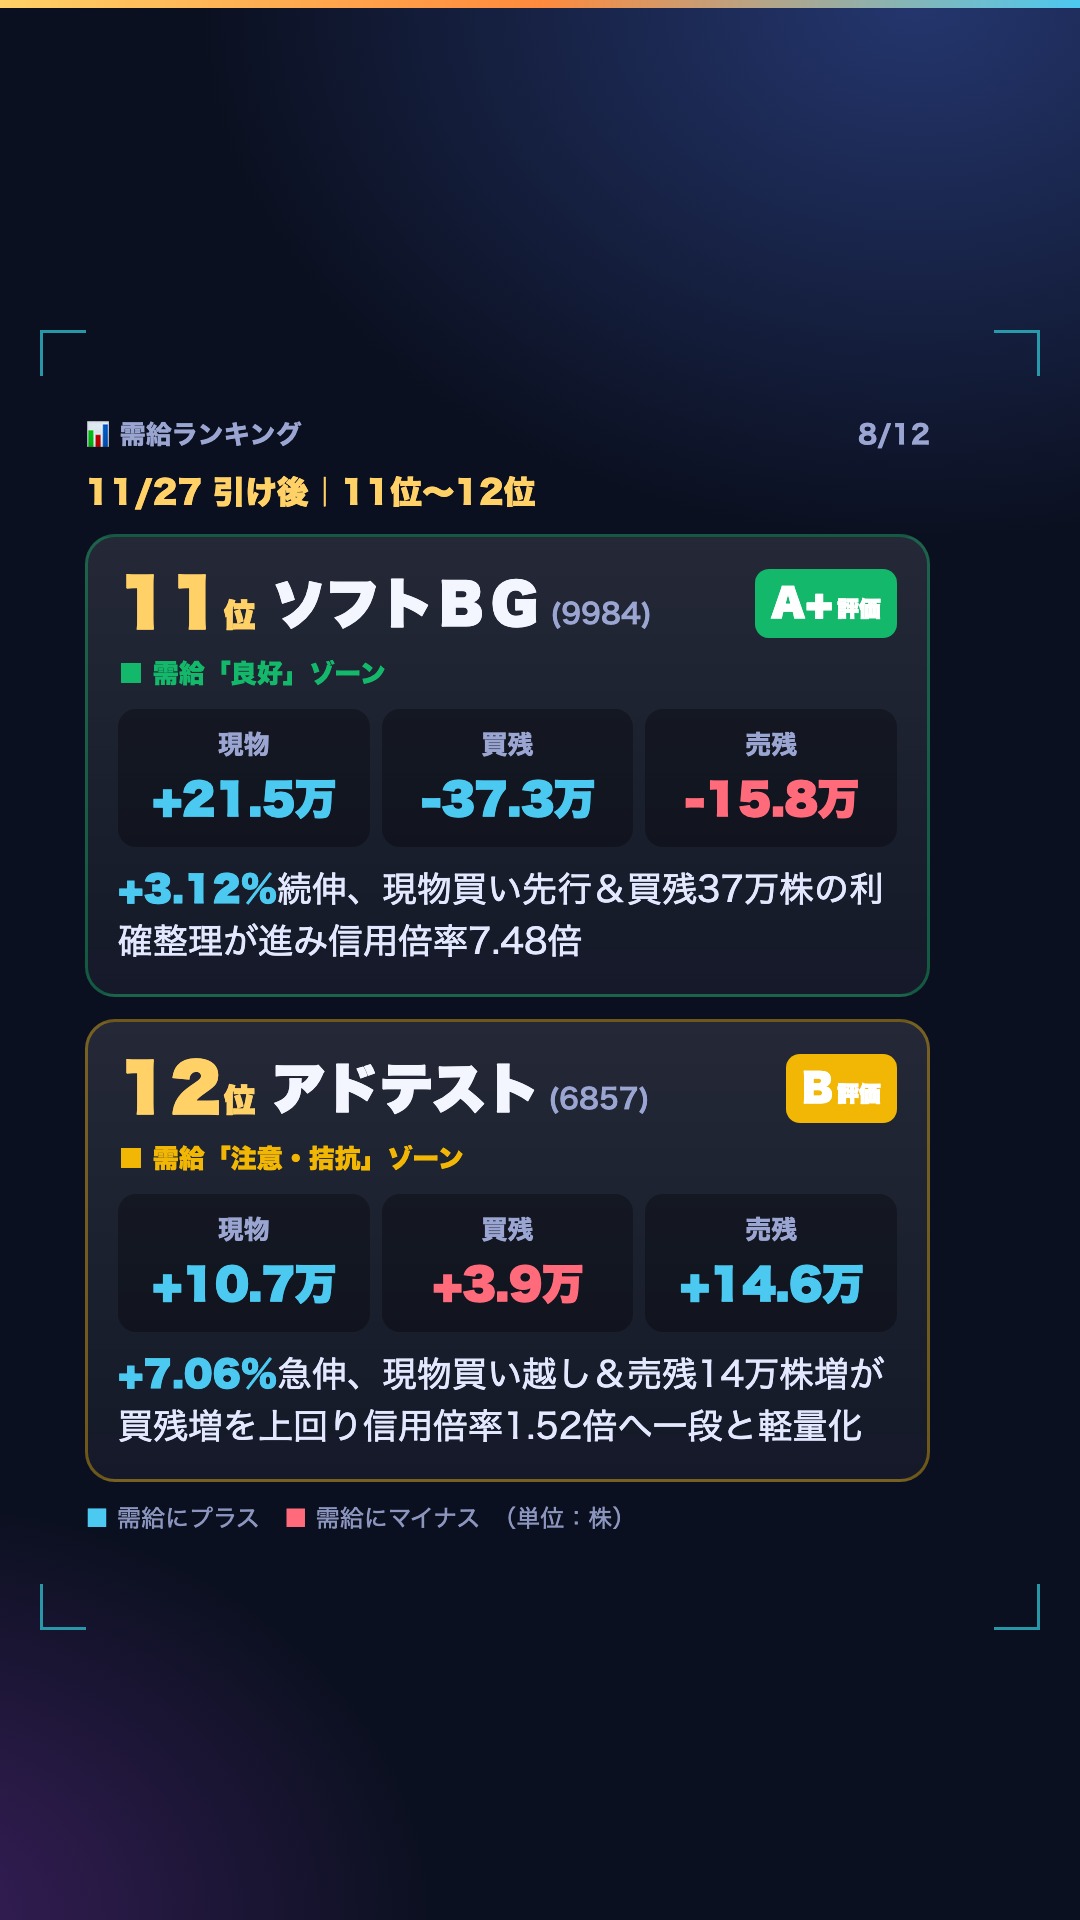 📊 需給ランキング 8/12
11/27 引け後｜11位〜12位
11位 ソフトBG (9984) A+評価
■ 需給「良好」ゾーン
現物 買残 売残
+21.5万 -37.3万 -15.8万
+3.12%続伸、現物買い先行＆買残37万株の利
確整理が進み信用倍率7.48倍
12位 アドテスト (6857) B評価
■ 需給「注意・拮抗」ゾーン
現物 買残 売残
+10.7万 +3.9万 +14.6万
+7.06%急伸、現物買い越し＆売残14万株増が
買残増を上回り信用倍率1.52倍へ一段と軽量化
■ 需給にプラス ■ 需給にマイナス （単位：株）